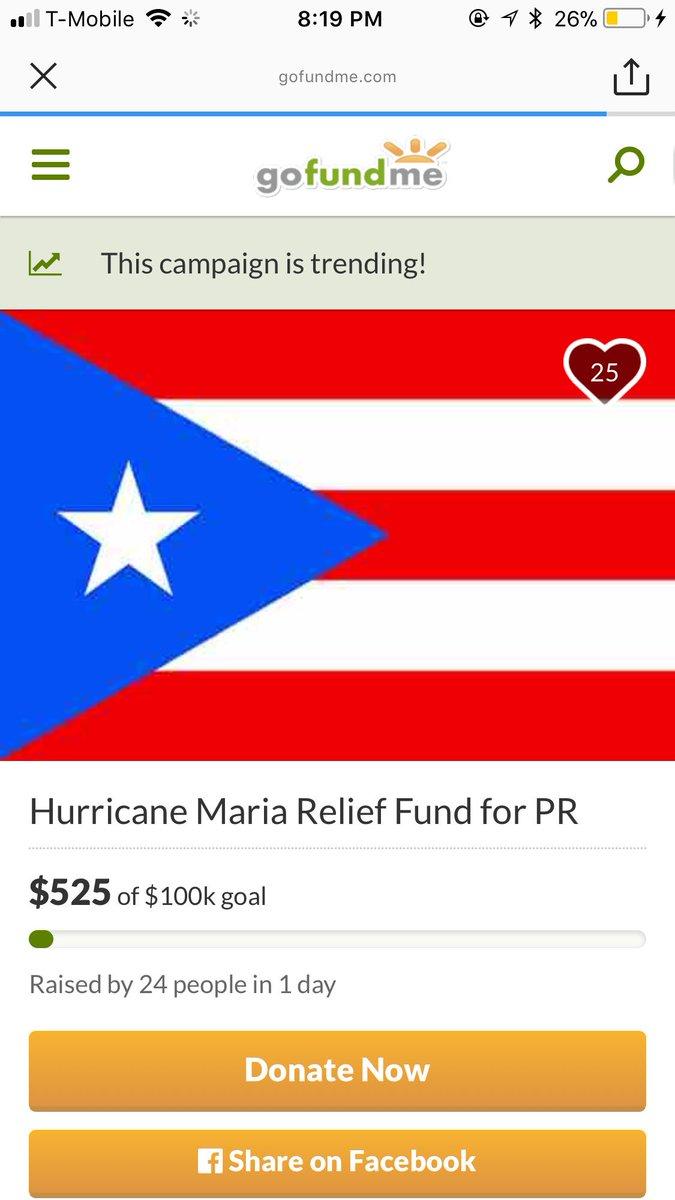 T-Mobile 8:19 PM 26%
gofundme.com
gofundme
This campaign is trending!
25
Hurricane Maria Relief Fund for PR
$525 of $100k goal
Raised by 24 people in 1 day
Donate Now
Share on Facebook